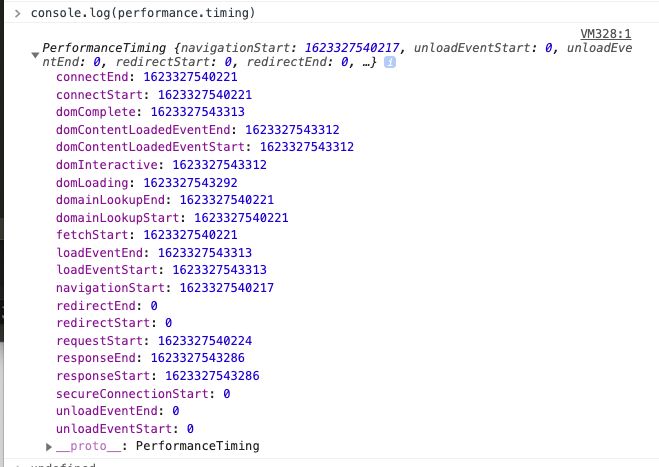 > console.log(performance.timing)
VM328:1
▼ PerformanceTiming {navigationStart: 1623327540217, unloadEventStart: 0, unloadEve
ntEnd: 0, redirectStart: 0, redirectEnd: 0, …} i
connectEnd: 1623327540221
connectStart: 1623327540221
domComplete: 1623327543313
domContentLoadedEventEnd: 1623327543312
domContentLoadedEventStart: 1623327543312
domInteractive: 1623327543312
domLoading: 1623327543292
domainLookupEnd: 1623327540221
domainLookupStart: 1623327540221
fetchStart: 1623327540221
loadEventEnd: 1623327543313
loadEventStart: 1623327543313
navigationStart: 1623327540217
redirectEnd: 0
redirectStart: 0
requestStart: 1623327540224
responseEnd: 1623327543286
responseStart: 1623327543286
secureConnectionStart: 0
unloadEventEnd: 0
unloadEventStart: 0
▶ __proto__: PerformanceTiming
undefined